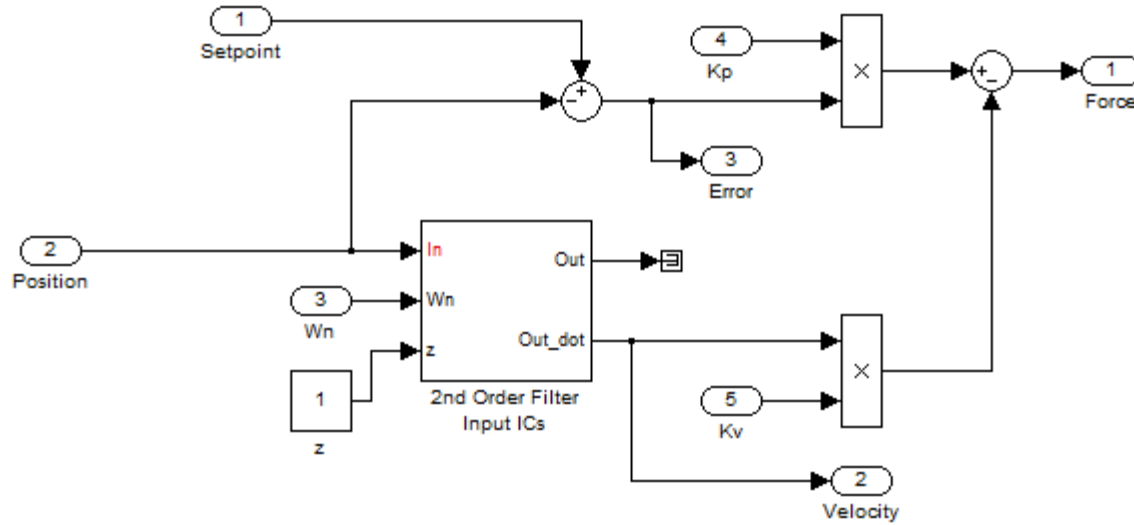 1
Setpoint
4
Kp
×
+
−
+
−
1
Force
3
Error
2
Position
In
Out
3
Wn
Wn
Out_dot
z
1
z
2nd Order Filter
Input ICs
×
5
Kv
2
Velocity